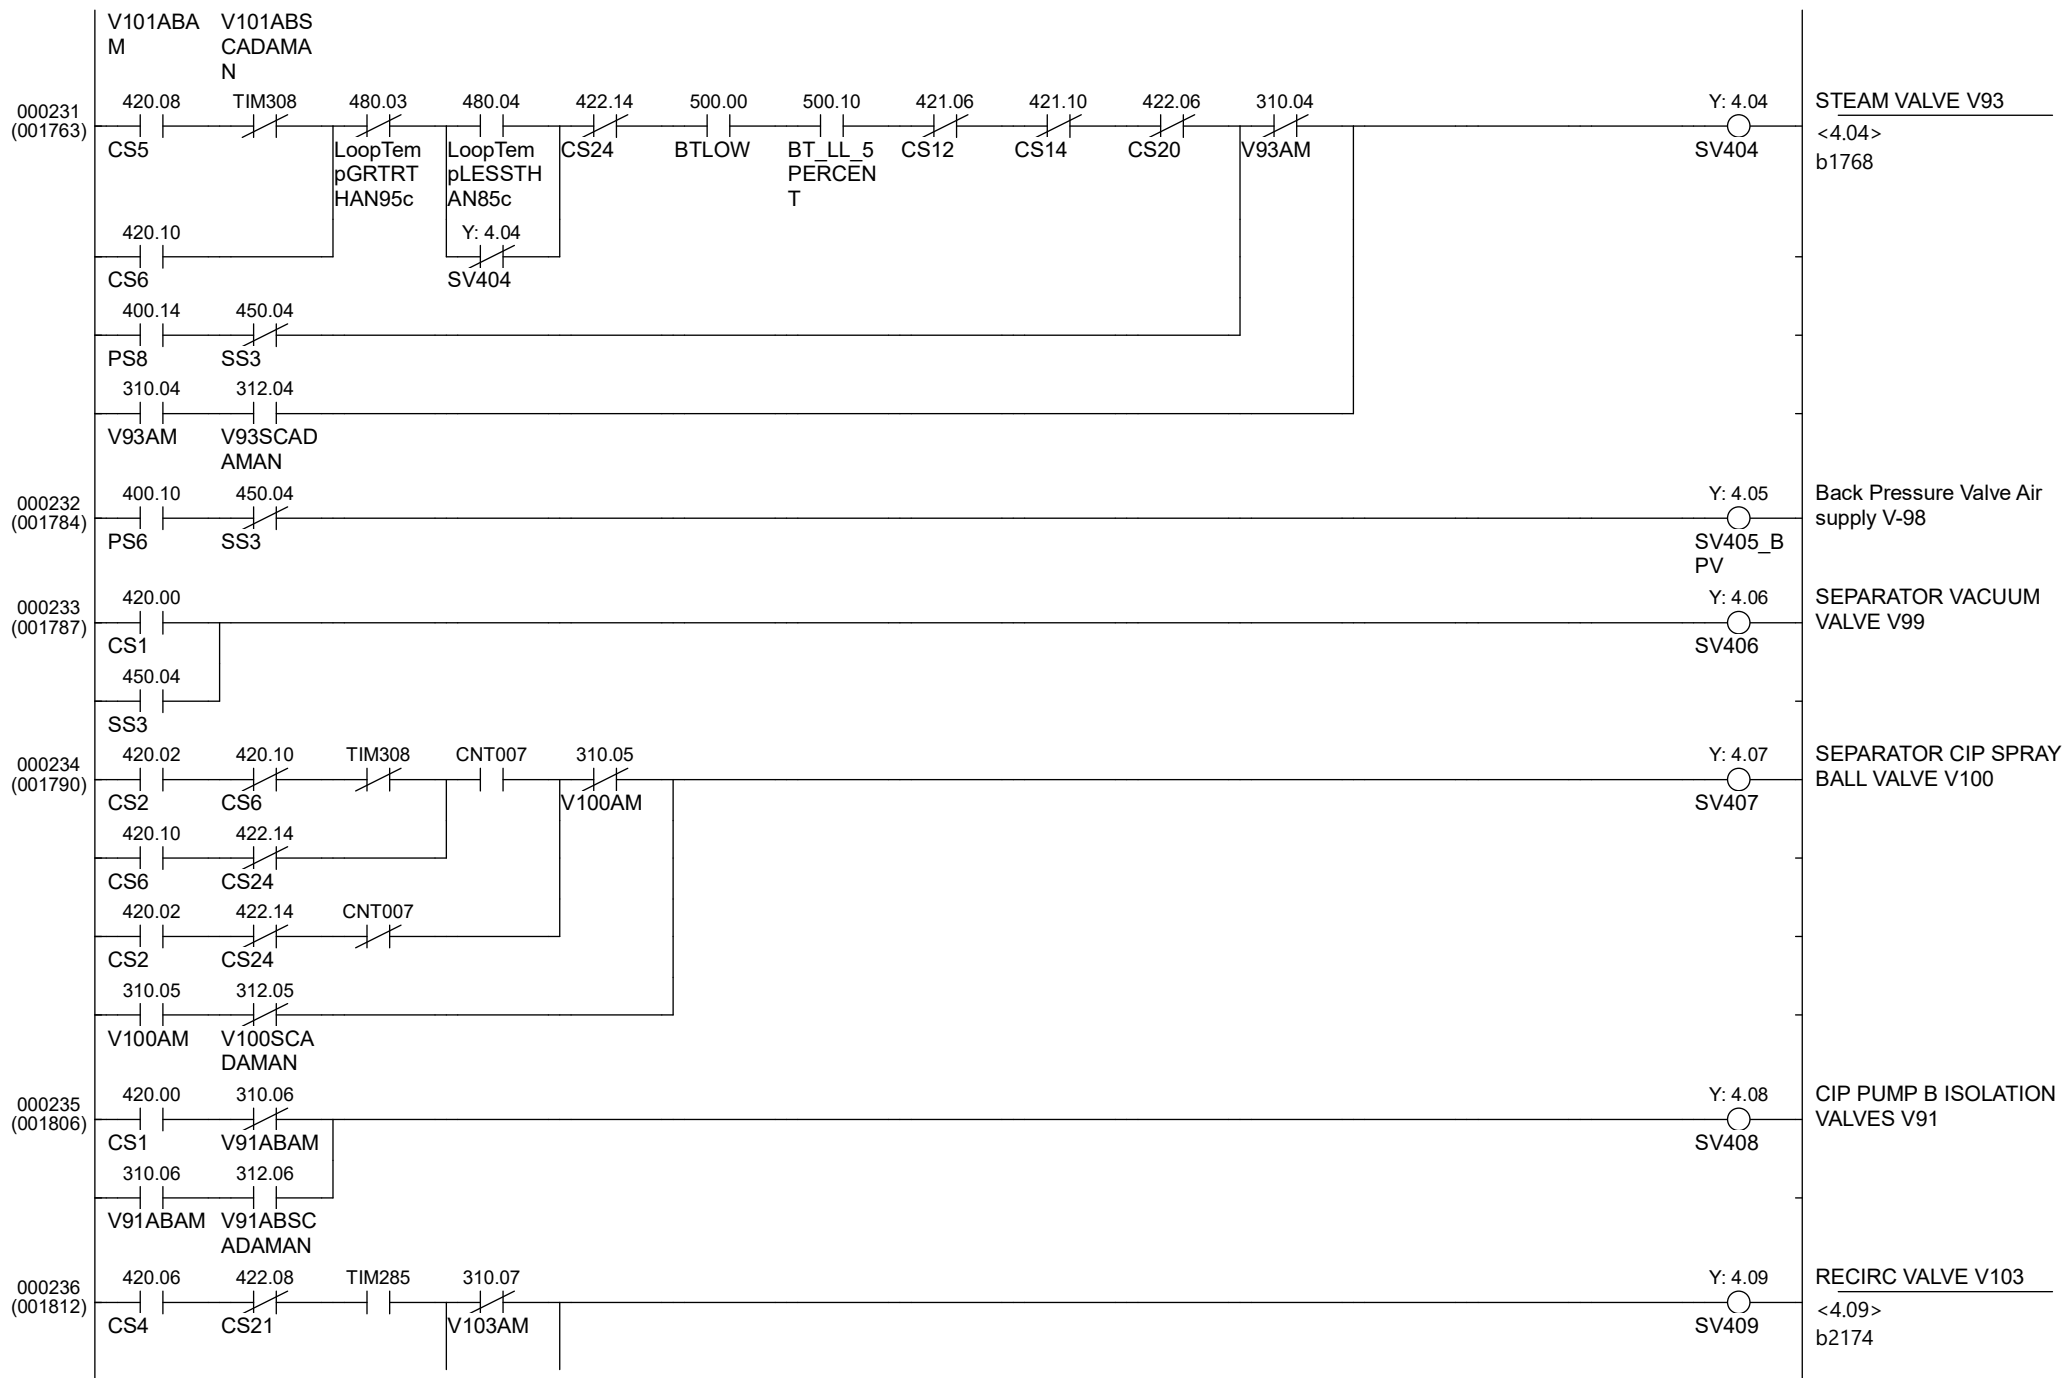 V101ABA V101ABS
M CADAMA
N
000231 420.08 TIM308 480.03 480.04 422.14 500.00 500.10 421.06 421.10 422.06 310.04 Y: 4.04 STEAM VALVE V93
(001763) <4.04>
CS5 LoopTem LoopTem CS24 BTLOW BT_LL_5 CS12 CS14 CS20 V93AM SV404 b1768
pGRTRT pLESSTH PERCEN
HAN95c AN85c T
420.10 Y: 4.04
CS6 SV404
400.14 450.04
PS8 SS3
310.04 312.04
V93AM V93SCAD
AMAN
000232 400.10 450.04 Y: 4.05 Back Pressure Valve Air
(001784) supply V-98
PS6 SS3 SV405_B
PV
000233 420.00 Y: 4.06 SEPARATOR VACUUM
(001787) VALVE V99
CS1 SV406
450.04
SS3
000234 420.02 420.10 TIM308 CNT007 310.05 Y: 4.07 SEPARATOR CIP SPRAY
(001790) BALL VALVE V100
CS2 CS6 V100AM SV407
420.10 422.14
CS6 CS24
420.02 422.14 CNT007
CS2 CS24
310.05 312.05
V100AM V100SCA
DAMAN
000235 420.00 310.06 Y: 4.08 CIP PUMP B ISOLATION
(001806) VALVES V91
CS1 V91ABAM SV408
310.06 312.06
V91ABAM V91ABSC
ADAMAN
000236 420.06 422.08 TIM285 310.07 Y: 4.09 RECIRC VALVE V103
(001812) <4.09>
CS4 CS21 V103AM SV409 b2174